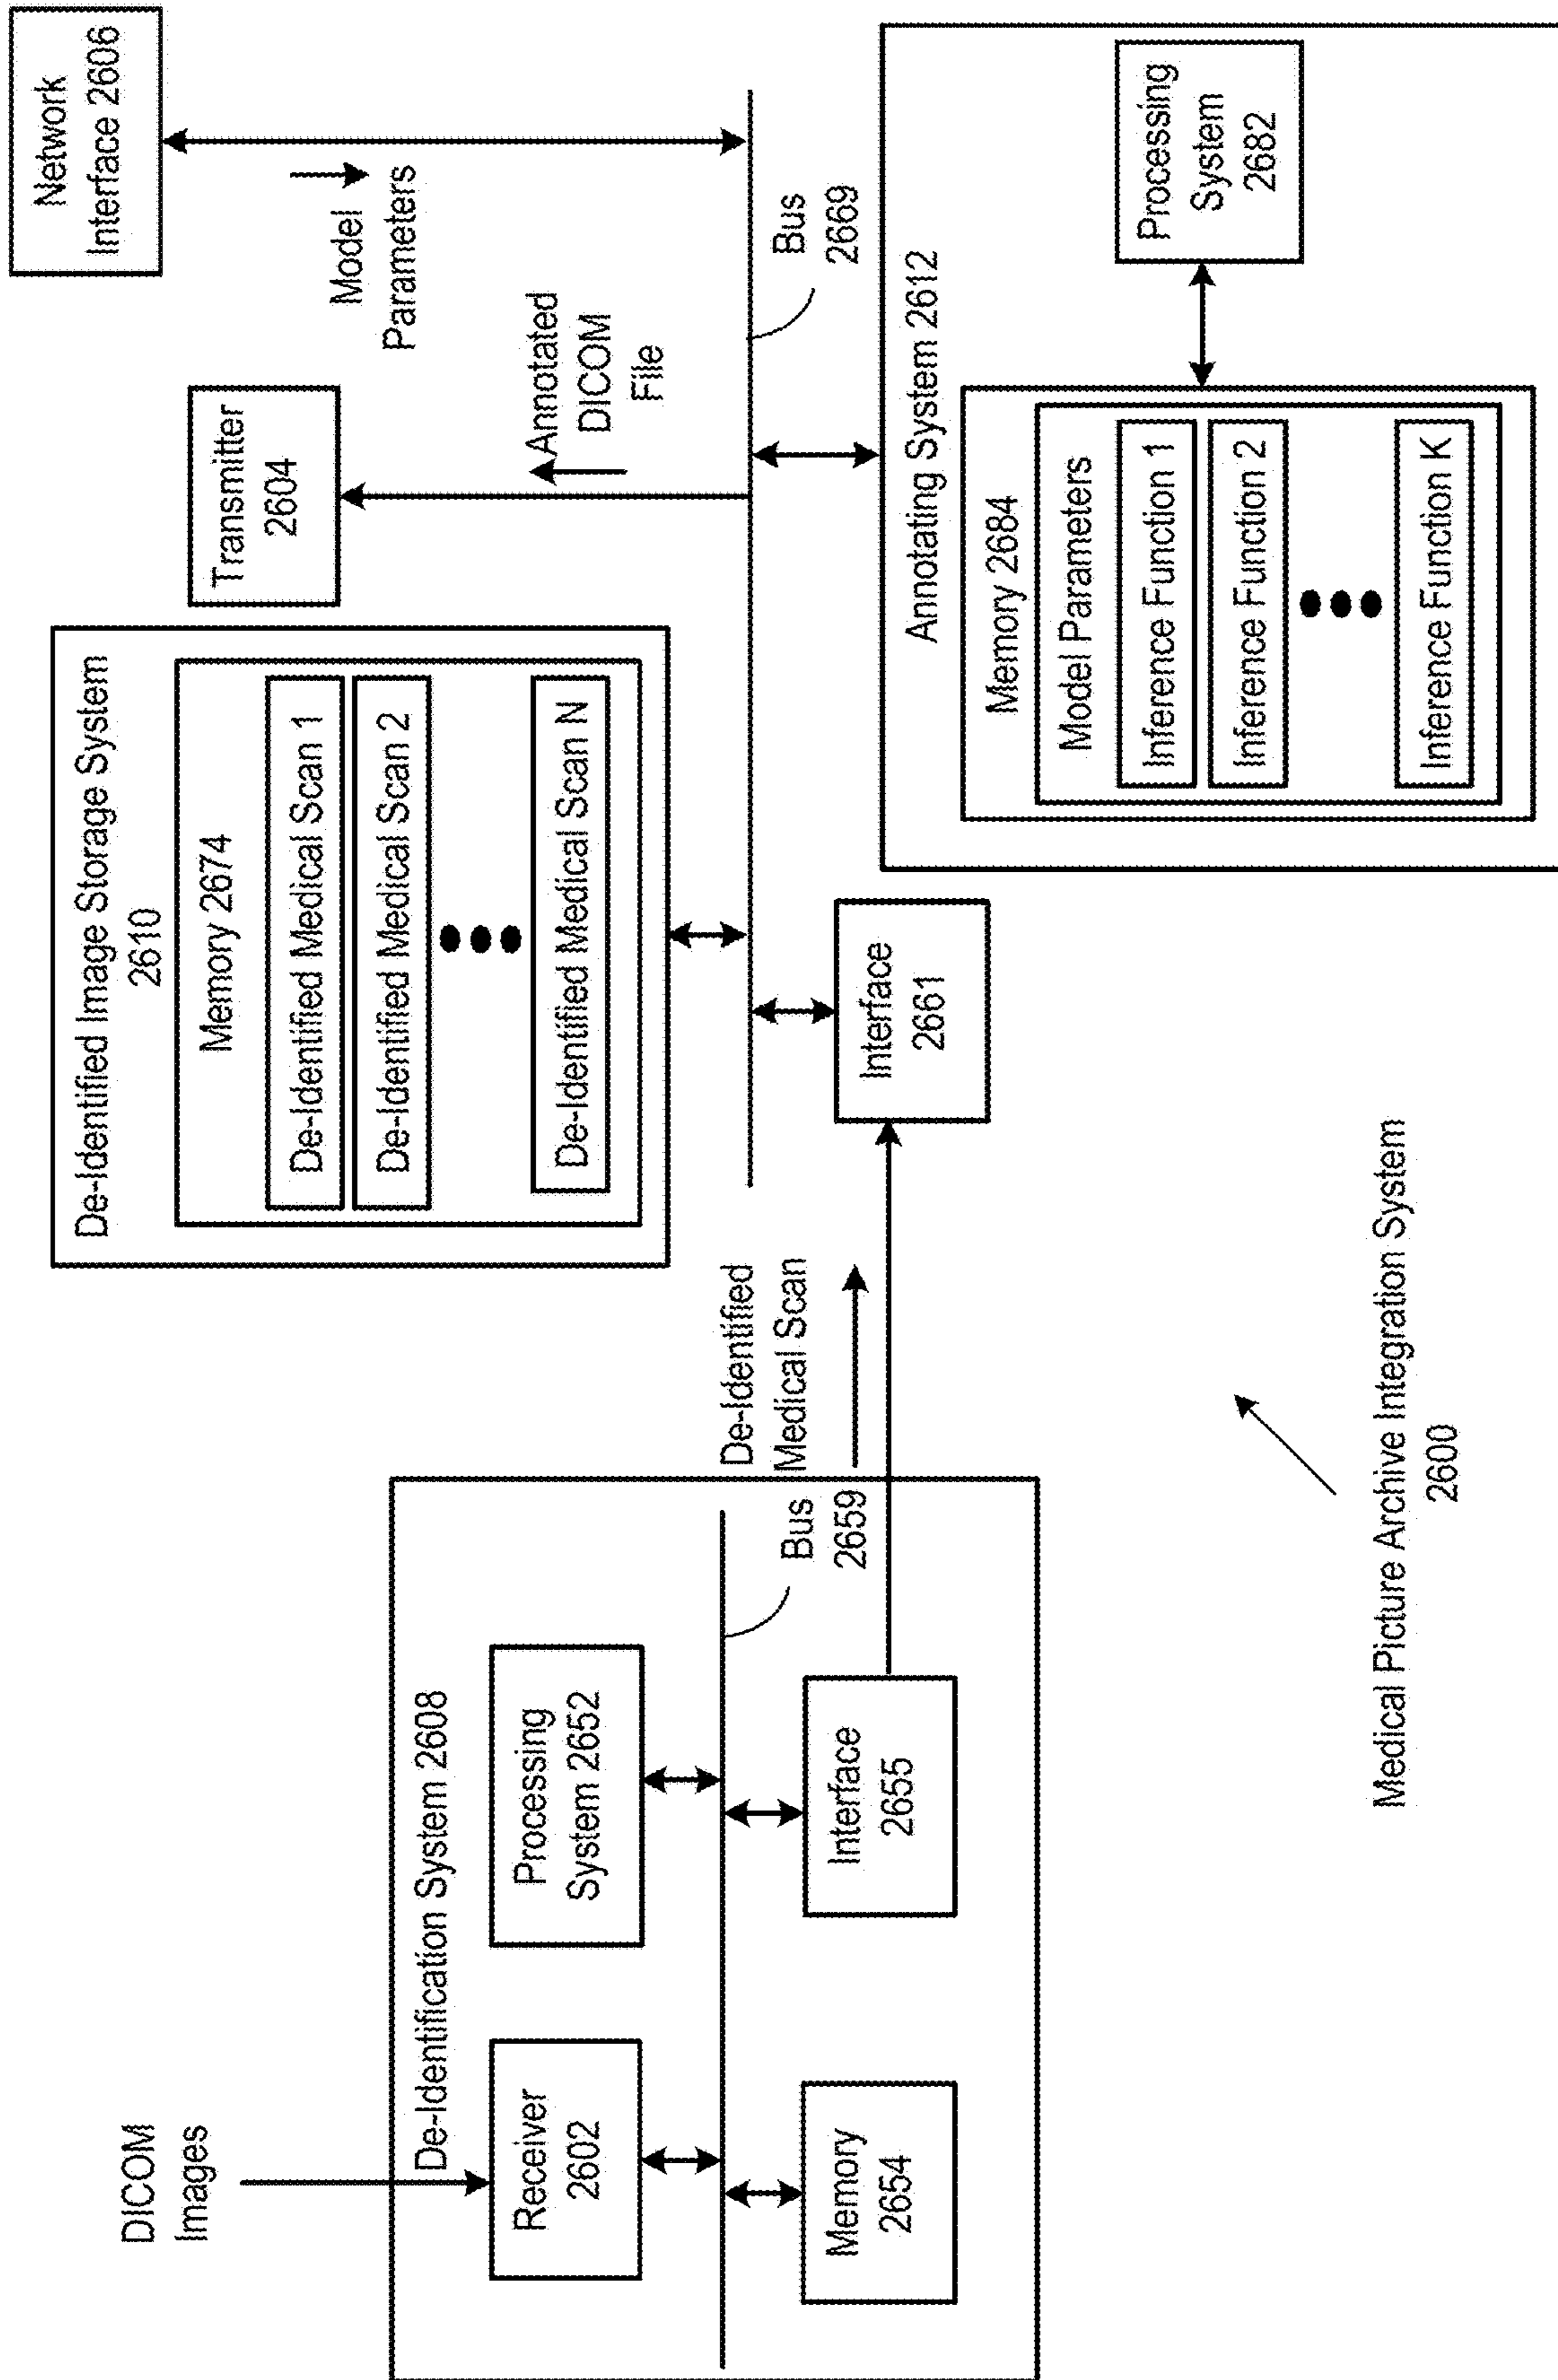 DICOM
Images
De-Identification System 2608
Receiver
2602
Processing
System 2652
Bus
2659
Memory
2654
Interface
2655
De-Identified
Medical Scan
De-Identified Image Storage System
2610
Memory 2674
De-Identified Medical Scan 1
De-Identified Medical Scan 2
De-Identified Medical Scan N
Interface
2661
Transmitter
2604
Annotated
DICOM
File
Network
Interface 2606
Model
Parameters
Bus
2669
Annotating System 2612
Memory 2684
Model Parameters
Inference Function 1
Inference Function 2
Inference Function K
Processing
System
2682
Medical Picture Archive Integration System
2600